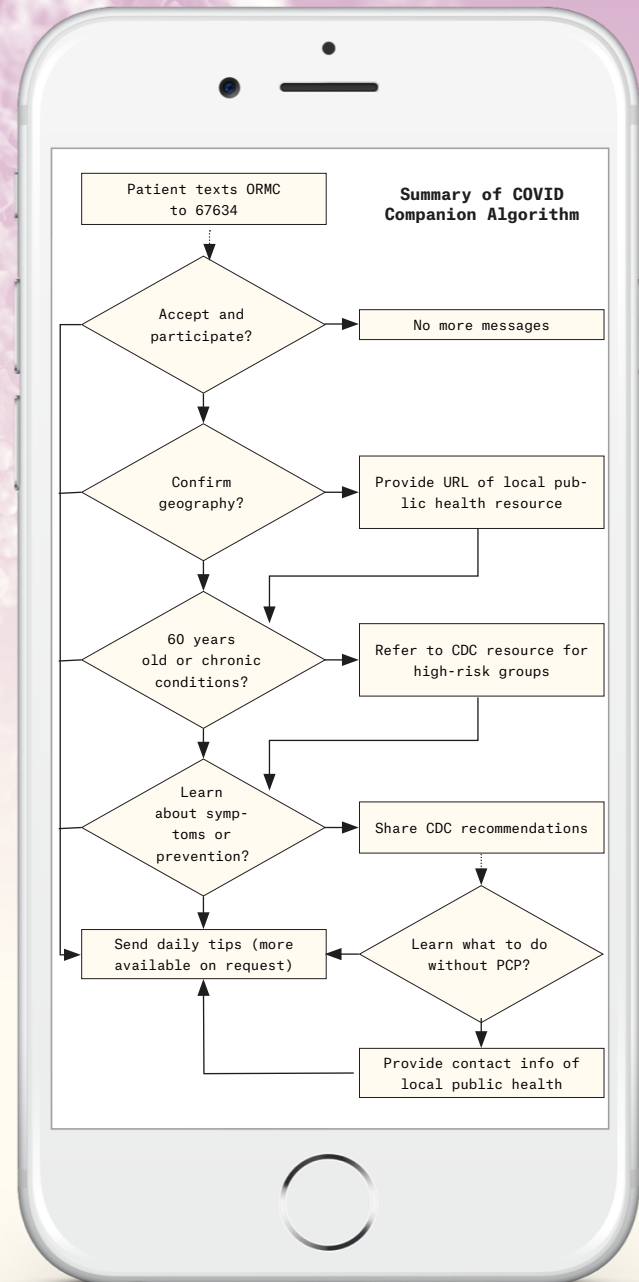 Patient texts ORMC
to 67634
Summary of COVID
Companion Algorithm
Accept and
participate?
No more messages
Confirm
geography?
Provide URL of local pub-
lic health resource
60 years
old or chronic
conditions?
Refer to CDC resource for
high-risk groups
Learn
about symp-
toms or
prevention?
Share CDC recommendations
Send daily tips (more
available on request)
Learn what to do
without PCP?
Provide contact info of
local public health